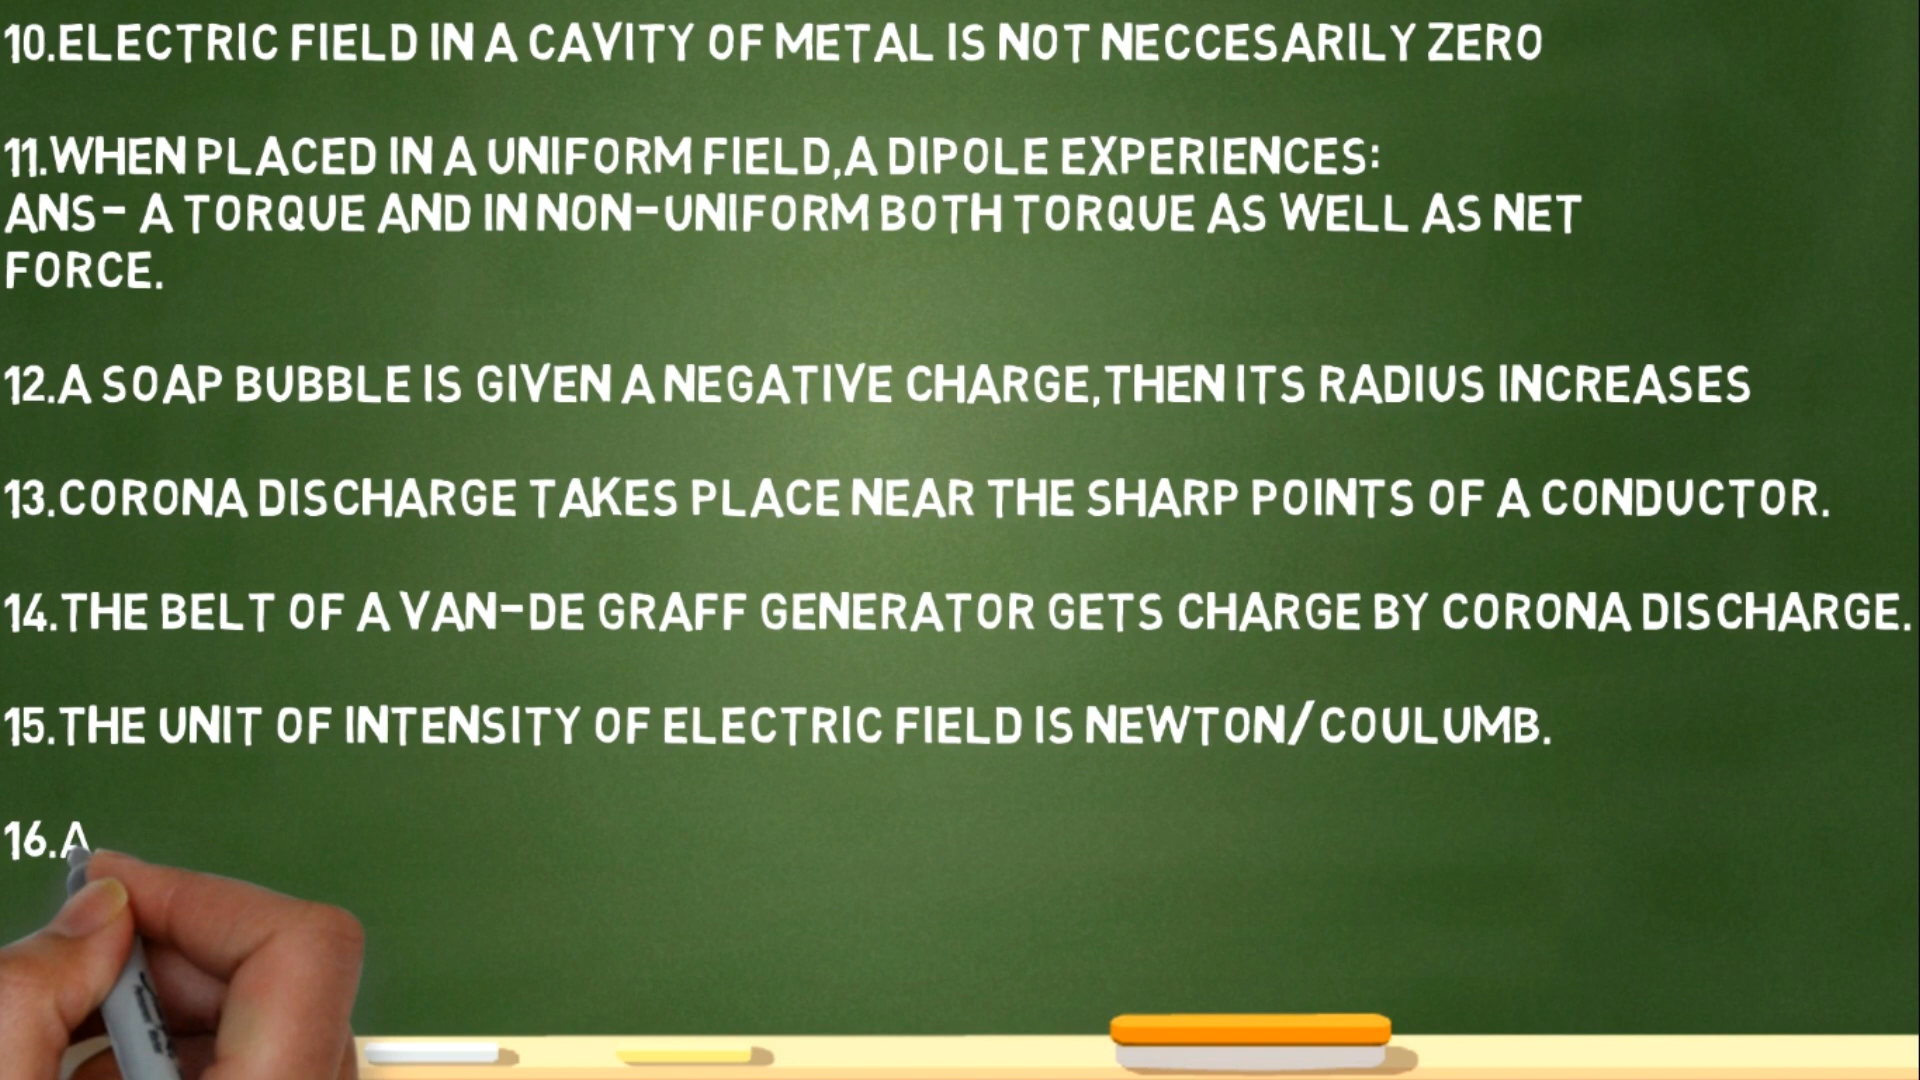 10.ELECTRIC FIELD IN A CAVITY OF METAL IS NOT NECCESARILY ZERO
11.WHEN PLACED IN A UNIFORM FIELD,A DIPOLE EXPERIENCES:
ANS- A TORQUE AND IN NON-UNIFORM BOTH TORQUE AS WELL AS NET
FORCE.
12.A SOAP BUBBLE IS GIVEN A NEGATIVE CHARGE,THEN ITS RADIUS INCREASES
13.CORONA DISCHARGE TAKES PLACE NEAR THE SHARP POINTS OF A CONDUCTOR.
14.THE BELT OF A VAN-DE GRAFF GENERATOR GETS CHARGE BY CORONA DISCHARGE.
15.THE UNIT OF INTENSITY OF ELECTRIC FIELD IS NEWTON/COULUMB.
16.A